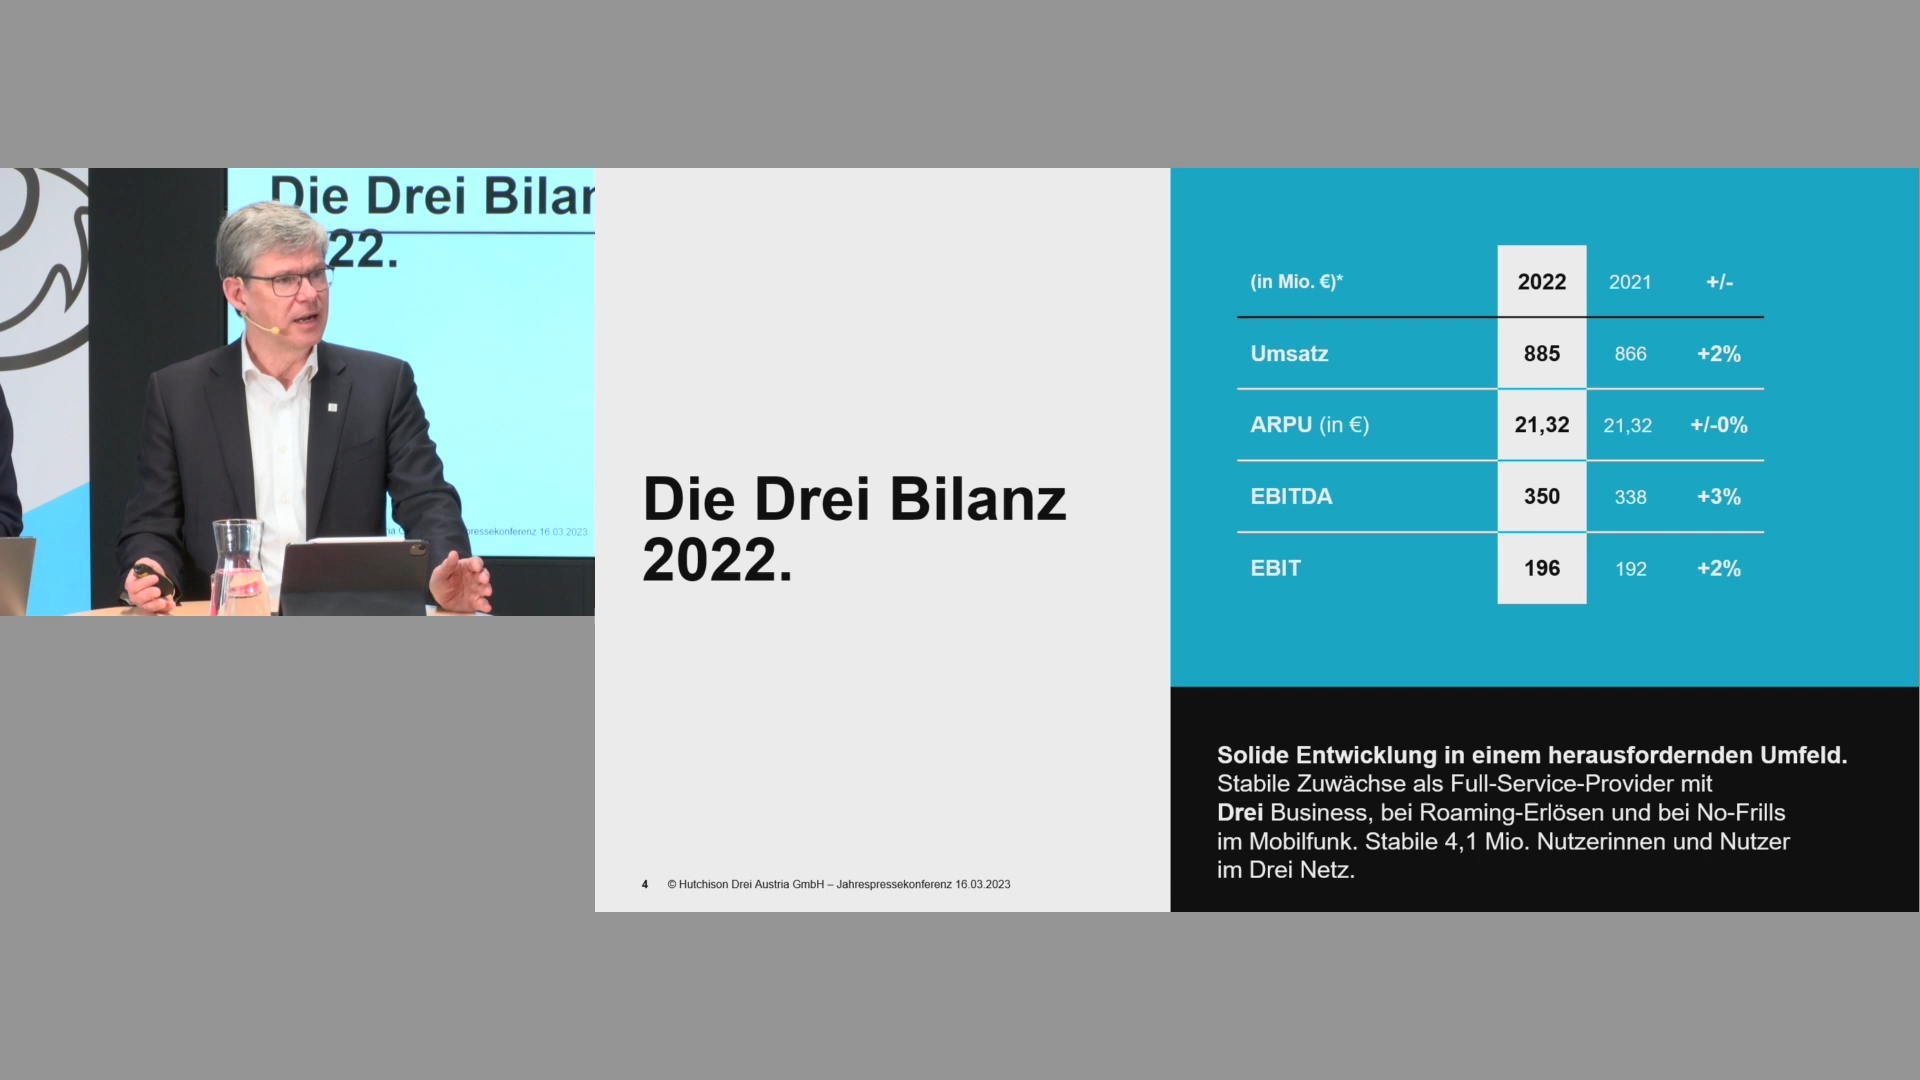 Die Drei Bilan
22.
pressekonferenz 16.03.2023
Die Drei Bilanz
2022.
4 © Hutchison Drei Austria GmbH – Jahrespressekonferenz 16.03.2023
(in Mio. €)* 2022 2021 +/-
Umsatz 885 866 +2%
ARPU (in €) 21,32 21,32 +/-0%
EBITDA 350 338 +3%
EBIT 196 192 +2%
Solide Entwicklung in einem herausfordernden Umfeld.
Stabile Zuwächse als Full-Service-Provider mit
Drei Business, bei Roaming-Erlösen und bei No-Frills
im Mobilfunk. Stabile 4,1 Mio. Nutzerinnen und Nutzer
im Drei Netz.